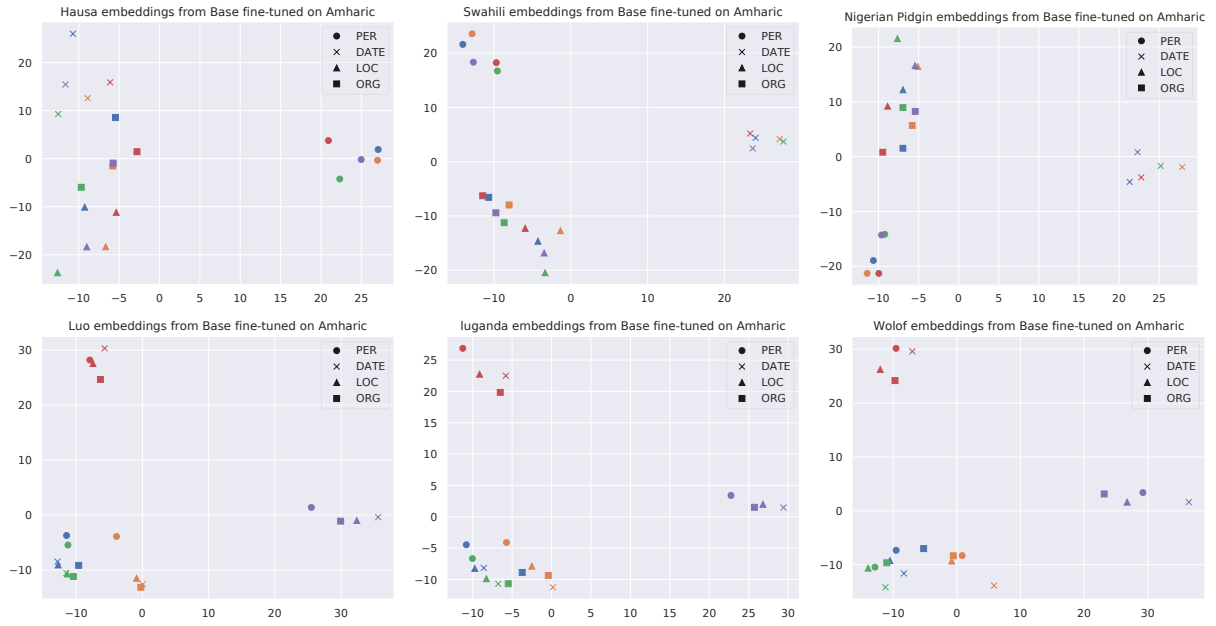 Hausa embeddings from Base fine-tuned on Amharic
PER
DATE
LOC
ORG
20
10
0
−10
−20
−10
−5
0
5
10
15
20
25
Swahili embeddings from Base fine-tuned on Amharic
PER
DATE
LOC
ORG
20
15
10
5
0
−5
−10
−15
−20
−10
0
10
20
Nigerian Pidgin embeddings from Base fine-tuned on Amharic
PER
DATE
LOC
ORG
20
10
0
−10
−20
−10
−5
0
5
10
15
20
25
Luo embeddings from Base fine-tuned on Amharic
PER
DATE
LOC
ORG
30
20
10
0
−10
−10
0
10
20
30
luganda embeddings from Base fine-tuned on Amharic
PER
DATE
LOC
ORG
25
20
15
10
5
0
−5
−10
−10
−5
0
5
10
15
20
25
30
Wolof embeddings from Base fine-tuned on Amharic
PER
DATE
LOC
ORG
30
20
10
0
−10
−10
0
10
20
30